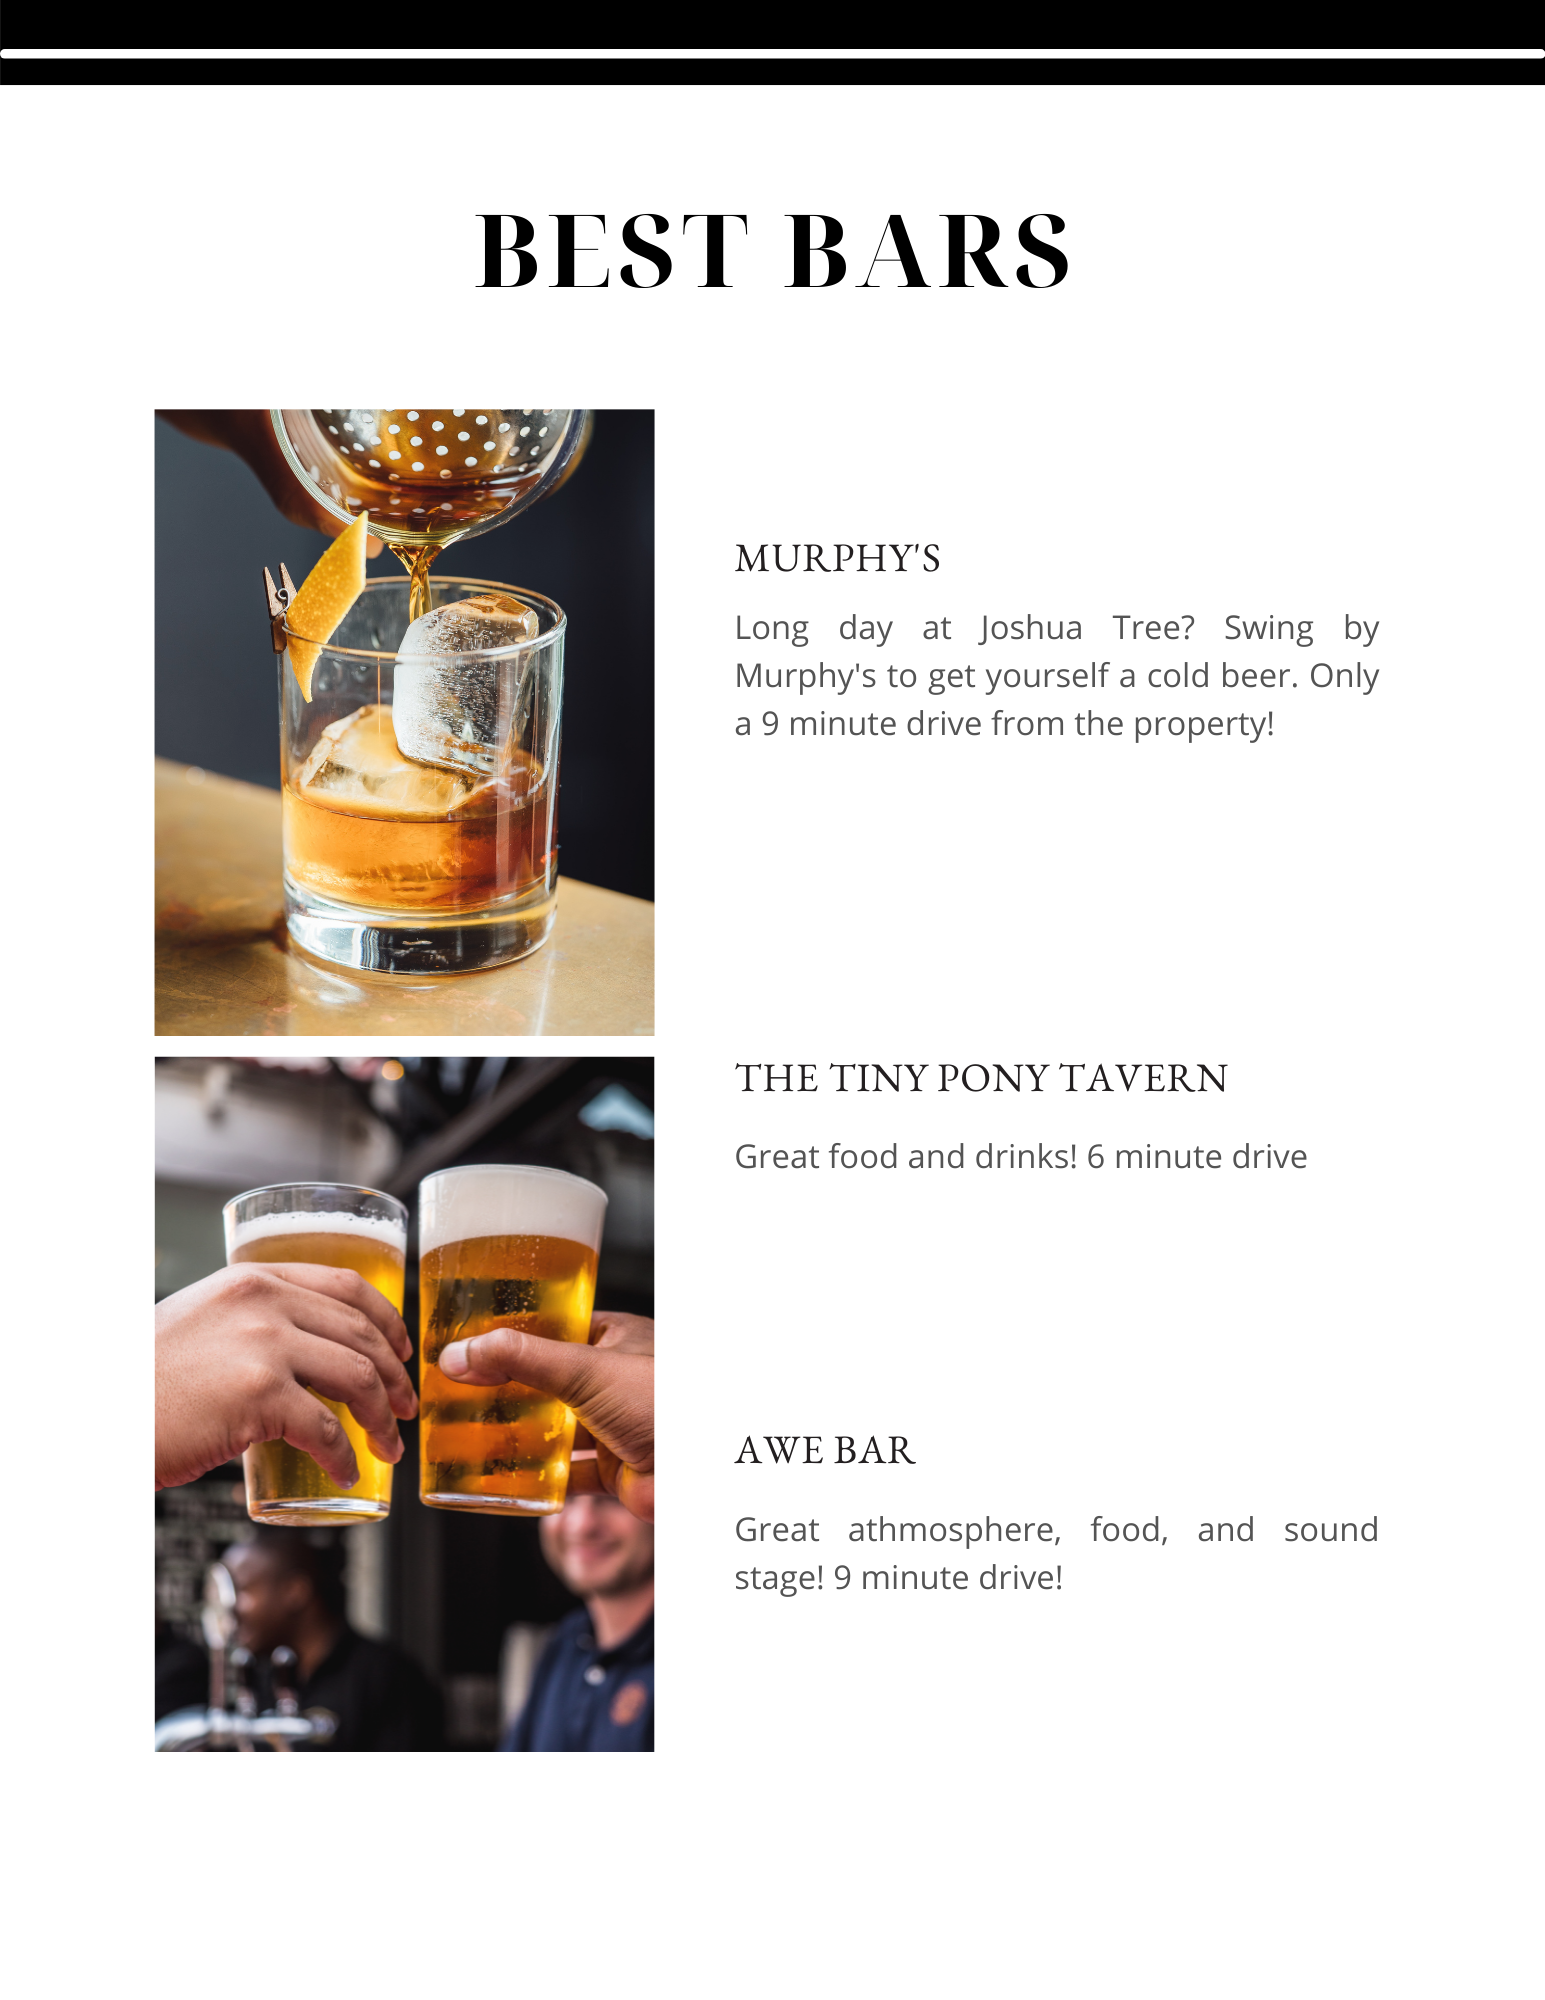 BEST BARS
MURPHY'S
Long day at Joshua Tree? Swing by
Murphy's to get yourself a cold beer. Only
a 9 minute drive from the property!
THE TINY PONY TAVERN
Great food and drinks! 6 minute drive
AWE BAR
Great athmosphere, food, and sound
stage! 9 minute drive!